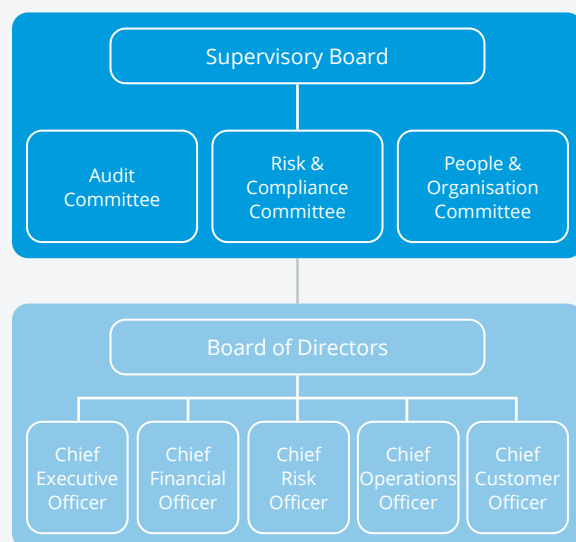 Supervisory Board
Audit
Committee
Risk &
Compliance
Committee
People &
Organisation
Committee
Board of Directors
Chief
Executive
Officer
Chief
Financial
Officer
Chief
Risk
Officer
Chief
Operations
Officer
Chief
Customer
Officer